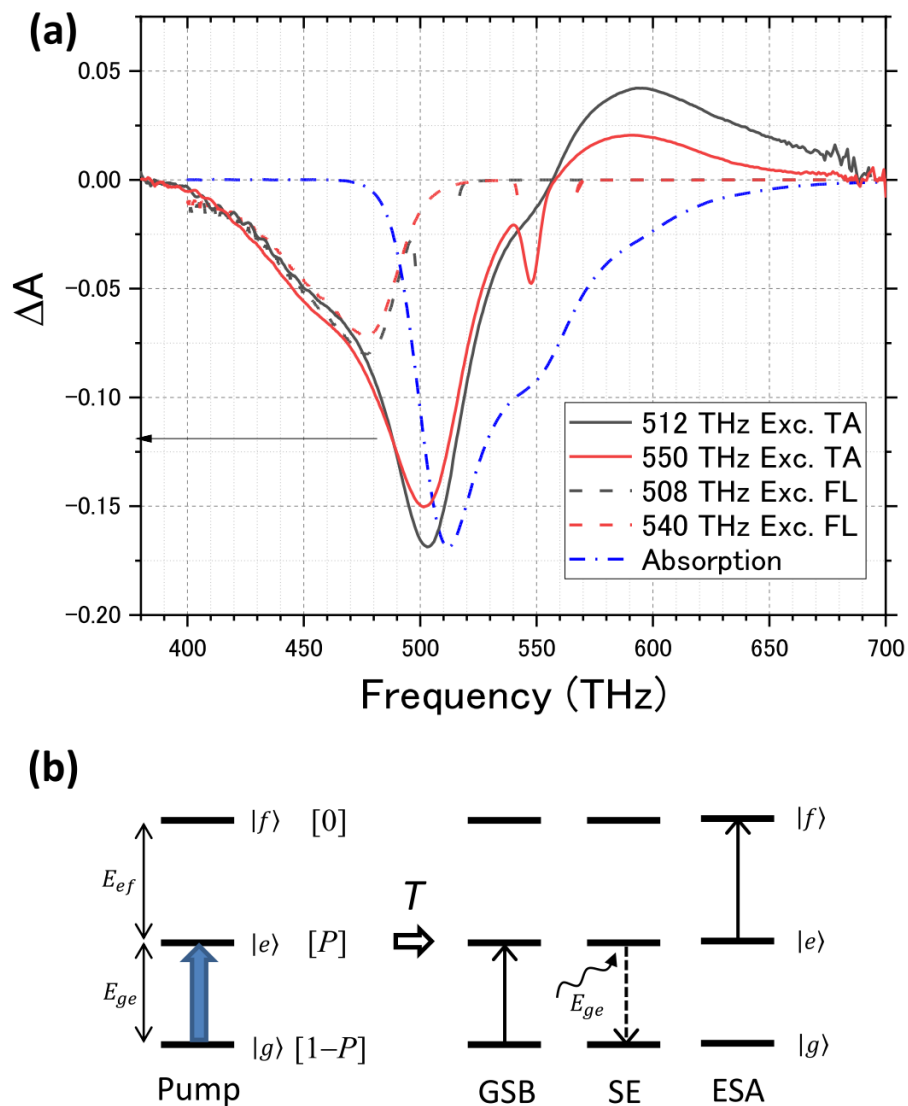 (a)
0.05
0.00
−0.05
−0.10
−0.15
−0.20
ΔA
512 THz Exc. TA
550 THz Exc. TA
508 THz Exc. FL
540 THz Exc. FL
Absorption
400 450 500 550 600 650 700
Frequency (THz)
(b)
|f⟩ [0]
|f⟩
E_ef
T
|e⟩ [P]
|e⟩
E_ge
E_ge
|g⟩ [1–P]
|g⟩
Pump GSB SE ESA